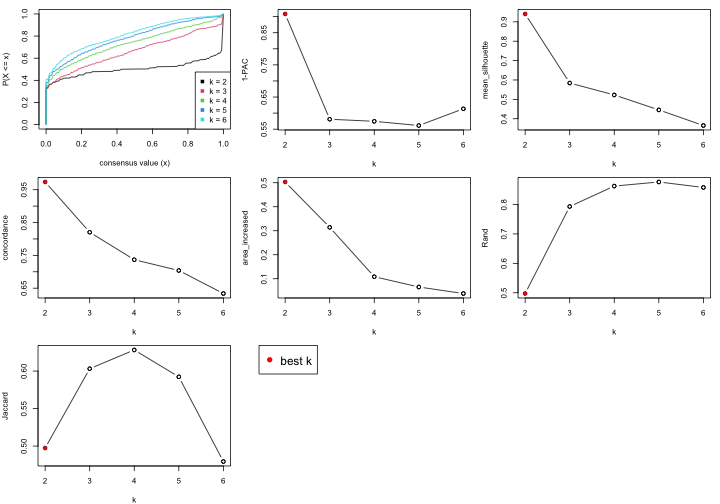 P(X <= x)
0.0 0.2 0.4 0.6 0.8 1.0
0.0 0.2 0.4 0.6 0.8 1.0
consensus value (x)
k = 2
k = 3
k = 4
k = 5
k = 6
1-PAC
0.55 0.65 0.75 0.85
2 3 4 5 6
k
mean_silhouette
0.4 0.5 0.6 0.7 0.8 0.9
2 3 4 5 6
k
concordance
0.65 0.75 0.85 0.95
2 3 4 5 6
k
area_increased
0.1 0.2 0.3 0.4 0.5
2 3 4 5 6
k
Rand
0.5 0.6 0.7 0.8
2 3 4 5 6
k
Jaccard
0.50 0.55 0.60
2 3 4 5 6
k
best k